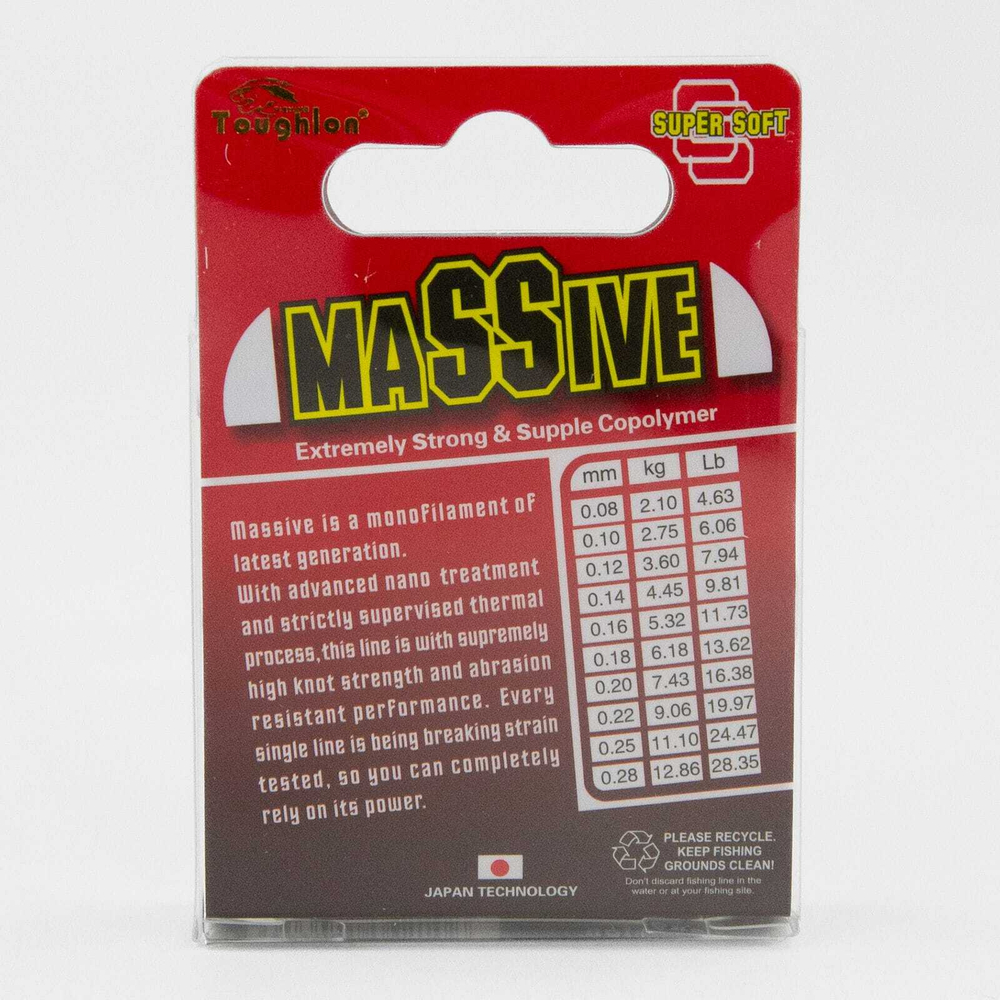 Toughlon®
SUPER SOFT
MASSIVE
Extremely Strong & Supple Copolymer
Massive is a monofilament of
latest generation.
With advanced nano treatment
and strictly supervised thermal
process,this line is with supremely
high knot strength and abrasion
resistant performance. Every
single line is being breaking strain
tested, so you can completely
rely on its power.
mm kg Lb
0.08 2.10 4.63
0.10 2.75 6.06
0.12 3.60 7.94
0.14 4.45 9.81
0.16 5.32 11.73
0.18 6.18 13.62
0.20 7.43 16.38
0.22 9.06 19.97
0.25 11.10 24.47
0.28 12.86 28.35
JAPAN TECHNOLOGY
PLEASE RECYCLE.
KEEP FISHING
GROUNDS CLEAN!
Don't discard fishing line in the
water or at your fishing site.